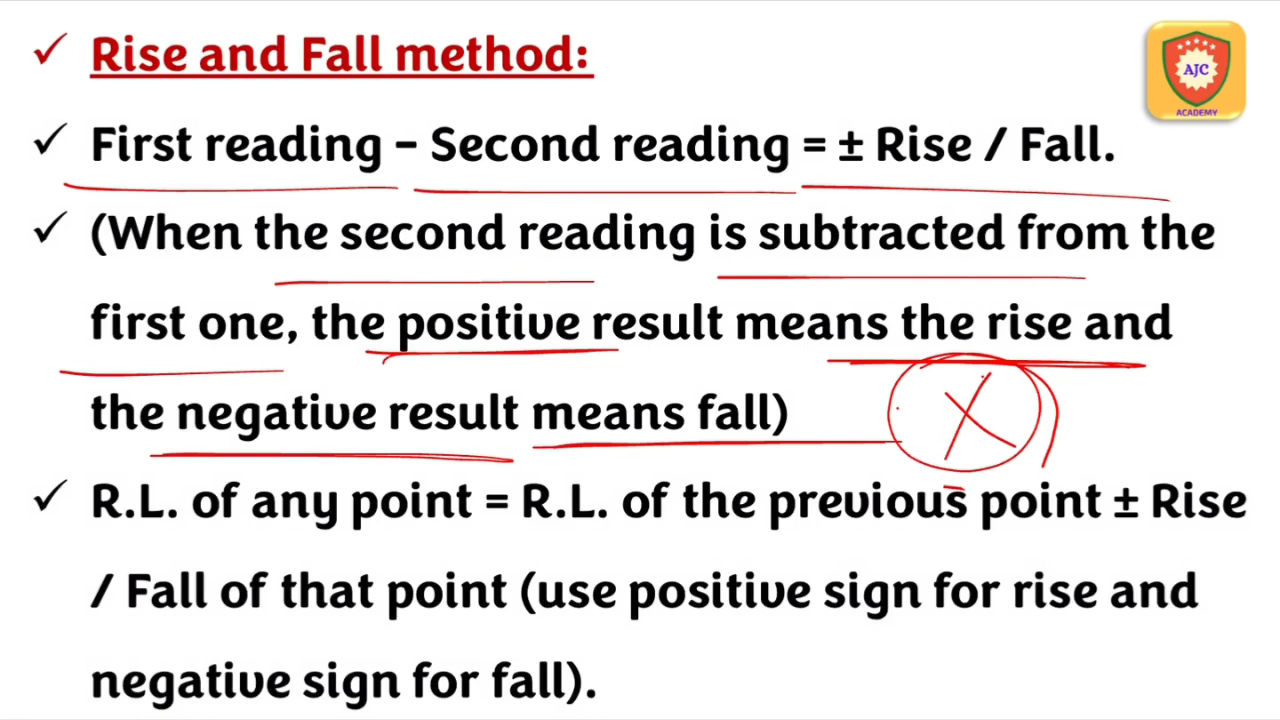 ✓ Rise and Fall method:
AJC
ACADEMY
✓ First reading – Second reading = ± Rise / Fall.
✓ (When the second reading is subtracted from the
first one, the positive result means the rise and
the negative result means fall)
✓ R.L. of any point = R.L. of the previous point ± Rise
/ Fall of that point (use positive sign for rise and
negative sign for fall).